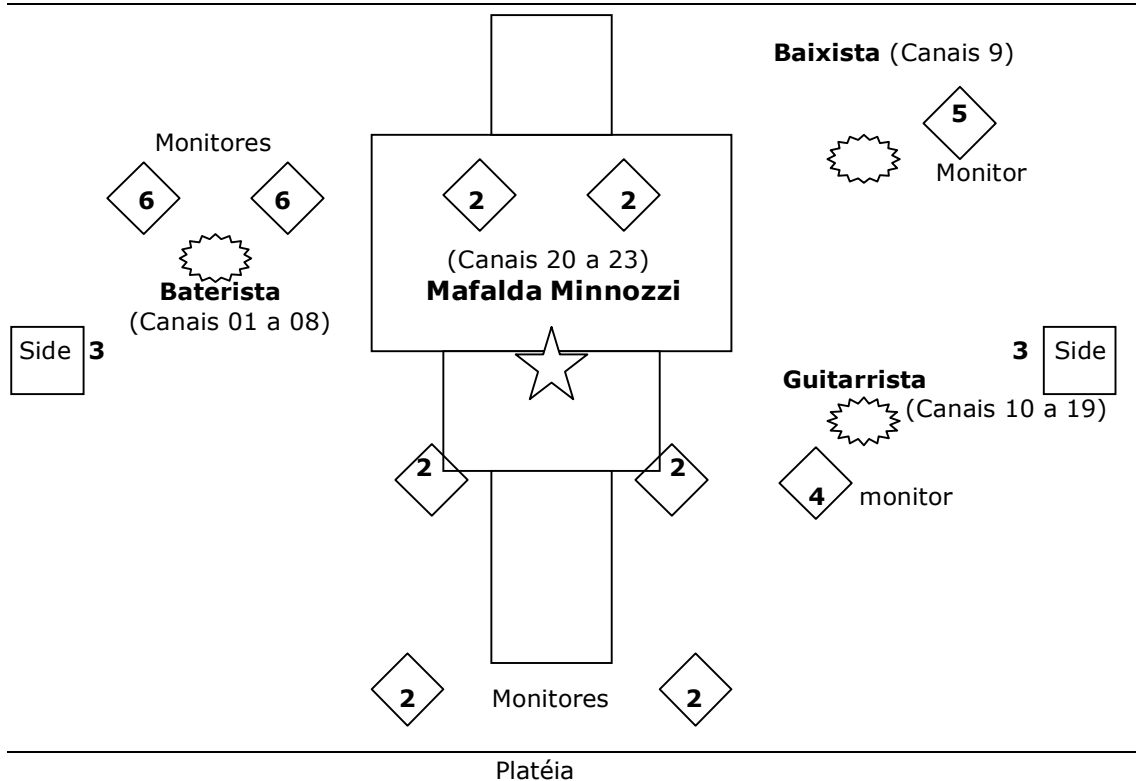 Baixista (Canais 9)
5
Monitor
Monitores
6 6
Baterista
(Canais 01 a 08)
2 2
(Canais 20 a 23)
Mafalda Minnozzi
Side 3
3 Side
Guitarrista
(Canais 10 a 19)
4 monitor
2 2
2 Monitores 2
Platéia